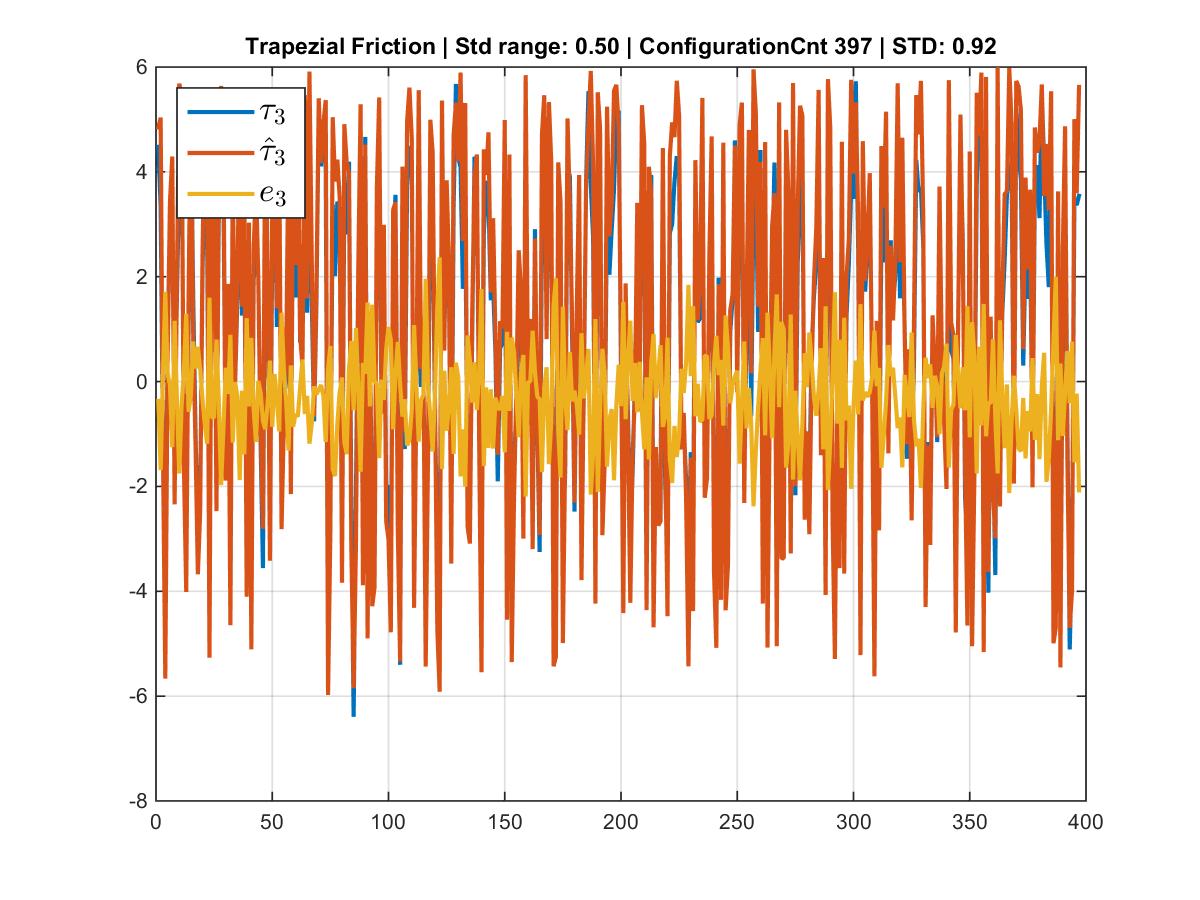 Trapezial Friction | Std range: 0.50 | ConfigurationCnt 397 | STD: 0.92
6
4
2
0
-2
-4
-6
-8
τ₃
τ̂₃
e₃
0 50 100 150 200 250 300 350 400